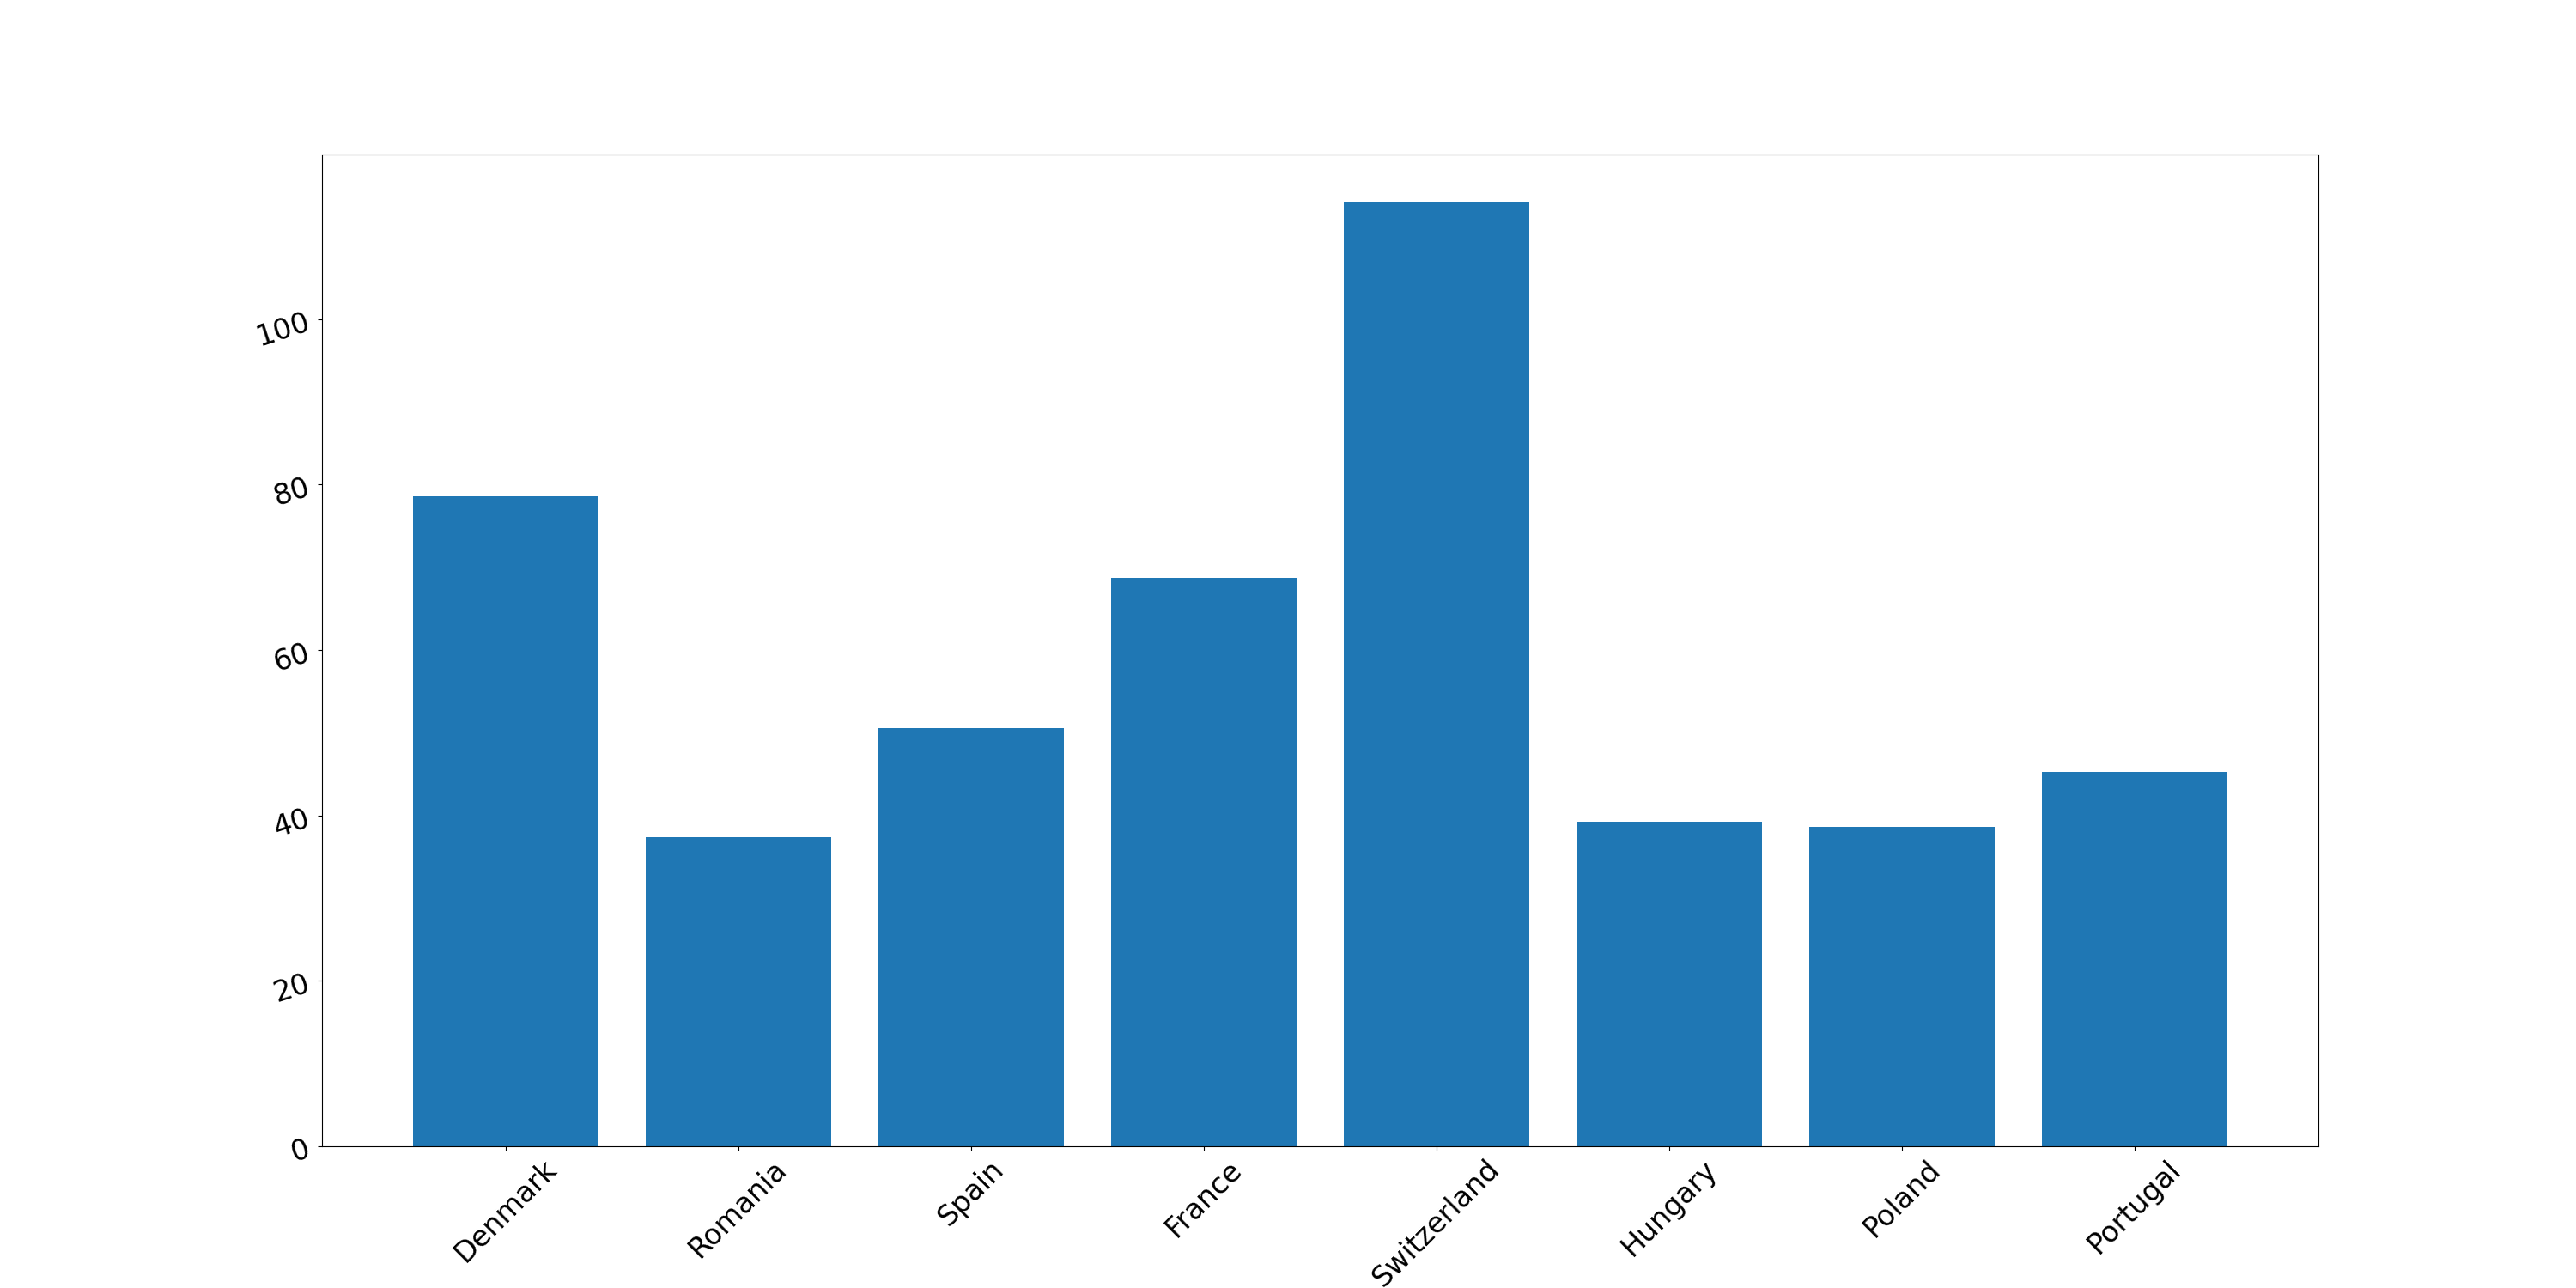 100
80
60
40
20
0
Denmark
Romania
Spain
France
Switzerland
Hungary
Poland
Portugal